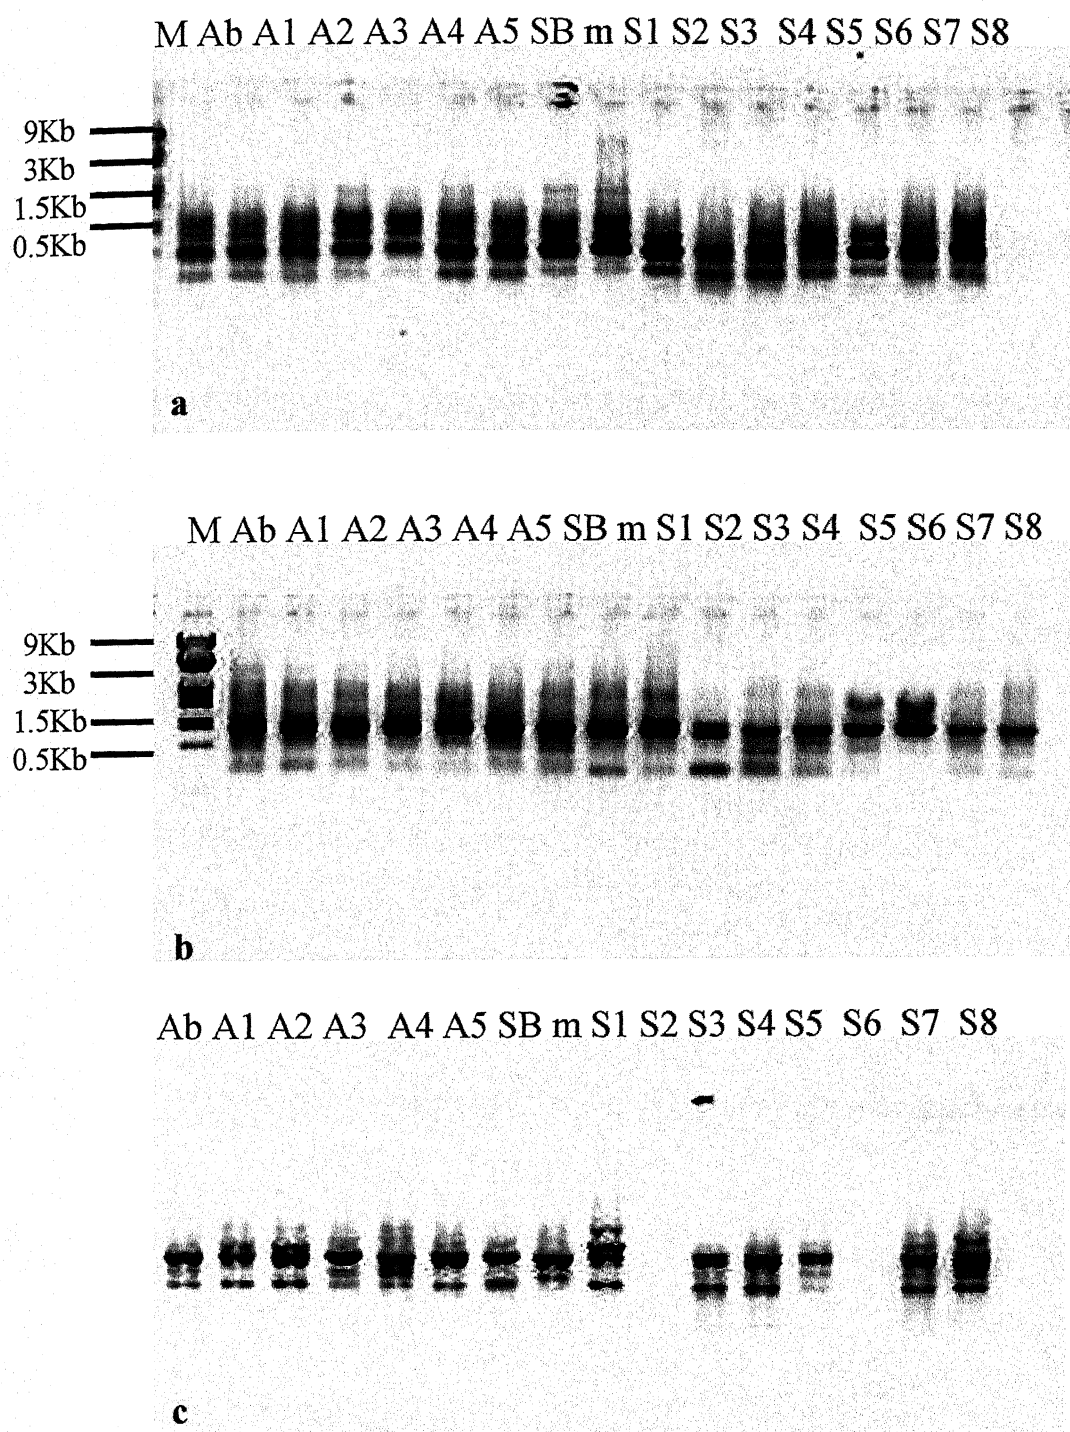 M Ab A1 A2 A3 A4 A5 SB m S1 S2 S3 S4 S5 S6 S7 S8
9Kb
3Kb
1.5Kb
0.5Kb
a
M Ab A1 A2 A3 A4 A5 SB m S1 S2 S3 S4 S5 S6 S7 S8
9Kb
3Kb
1.5Kb
0.5Kb
b
Ab A1 A2 A3 A4 A5 SB m S1 S2 S3 S4 S5 S6 S7 S8
c